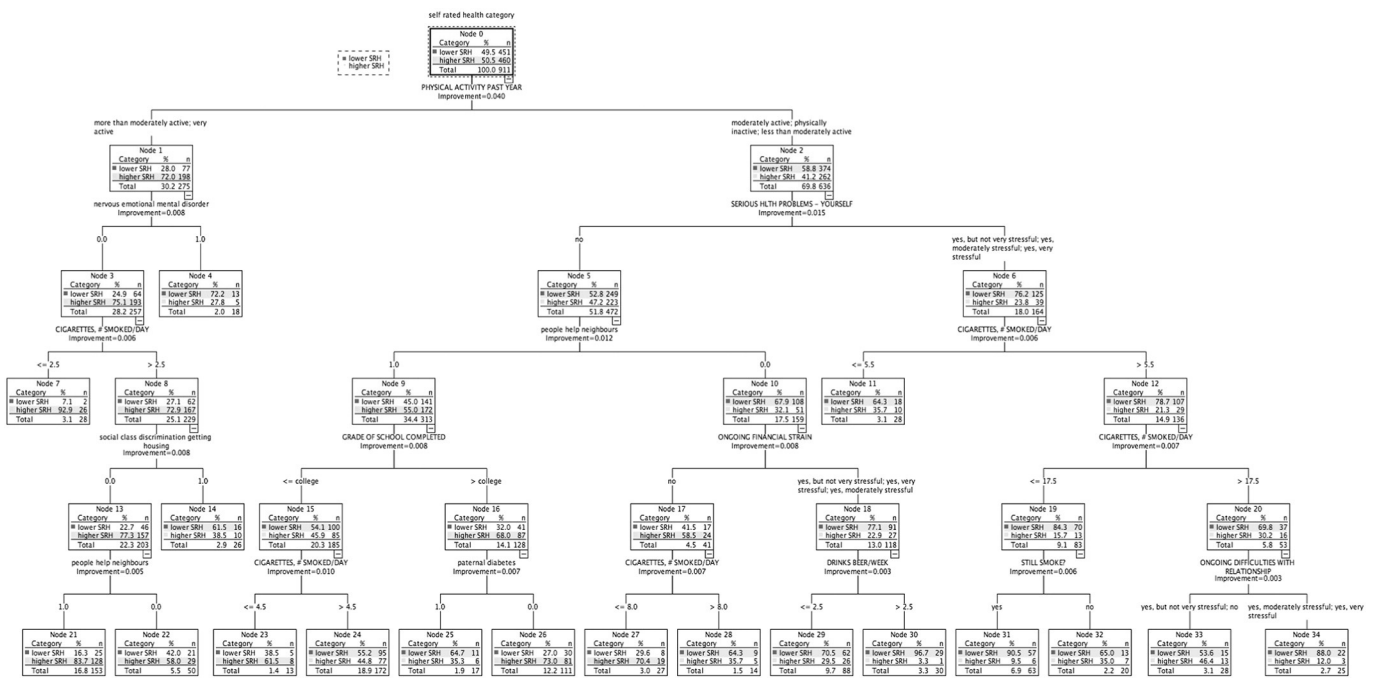 self rated health category
Node 0
Category % n
lower SRH 49.5 451
higher SRH 50.5 460
Total 100.0 911
lower SRH
higher SRH
PHYSICAL ACTIVITY PAST YEAR
Improvement=0.040
more than moderately active; very
active
moderately active; physically
inactive; less than moderately active
Node 1
Category % n
lower SRH 28.0 77
higher SRH 72.0 198
Total 30.2 275
nervous emotional mental disorder
Improvement=0.008
Node 2
Category % n
lower SRH 58.8 374
higher SRH 41.2 262
Total 69.8 636
SERIOUS HLTH PROBLEMS - YOURSELF
Improvement=0.015
0.0
1.0
no
yes, but not very stressful; yes,
moderately stressful; yes, very
stressful
Node 3
Category % n
lower SRH 24.9 64
higher SRH 75.1 193
Total 28.2 257
CIGARETTES, # SMOKED/DAY
Improvement=0.006
Node 4
Category % n
lower SRH 72.2 13
higher SRH 27.8 5
Total 2.0 18
Node 5
Category % n
lower SRH 52.8 249
higher SRH 47.2 223
Total 51.8 472
people help neighbours
Improvement=0.012
Node 6
Category % n
lower SRH 76.2 125
higher SRH 23.8 39
Total 18.0 164
CIGARETTES, # SMOKED/DAY
Improvement=0.006
<= 2.5
> 2.5
1.0
0.0
<= 5.5
> 5.5
Node 7
Category % n
lower SRH 7.1 2
higher SRH 92.9 26
Total 3.1 28
Node 8
Category % n
lower SRH 27.1 62
higher SRH 72.9 167
Total 25.1 229
social class discrimination getting
housing
Improvement=0.008
Node 9
Category % n
lower SRH 45.0 141
higher SRH 55.0 172
Total 34.4 313
GRADE OF SCHOOL COMPLETED
Improvement=0.008
Node 10
Category % n
lower SRH 67.9 108
higher SRH 32.1 51
Total 17.5 159
ONGOING FINANCIAL STRAIN
Improvement=0.008
Node 11
Category % n
lower SRH 64.3 18
higher SRH 35.7 10
Total 3.1 28
Node 12
Category % n
lower SRH 78.7 107
higher SRH 21.3 29
Total 14.9 136
CIGARETTES, # SMOKED/DAY
Improvement=0.007
0.0
1.0
<= college
> college
no
yes, but not very stressful; yes, very
stressful; yes, moderately stressful
<= 17.5
> 17.5
Node 13
Category % n
lower SRH 22.7 46
higher SRH 77.3 157
Total 22.3 203
people help neighbours
Improvement=0.005
Node 14
Category % n
lower SRH 61.5 16
higher SRH 38.5 10
Total 2.9 26
Node 15
Category % n
lower SRH 54.1 100
higher SRH 45.9 85
Total 20.3 185
CIGARETTES, # SMOKED/DAY
Improvement=0.010
Node 16
Category % n
lower SRH 32.0 41
higher SRH 68.0 87
Total 14.1 128
paternal diabetes
Improvement=0.007
Node 17
Category % n
lower SRH 41.5 17
higher SRH 58.5 24
Total 4.5 41
CIGARETTES, # SMOKED/DAY
Improvement=0.007
Node 18
Category % n
lower SRH 77.1 91
higher SRH 22.9 27
Total 13.0 118
DRINKS BEER/WEEK
Improvement=0.003
Node 19
Category % n
lower SRH 84.3 70
higher SRH 15.7 13
Total 9.1 83
STILL SMOKE?
Improvement=0.006
Node 20
Category % n
lower SRH 69.8 37
higher SRH 30.2 16
Total 5.8 53
ONGOING DIFFICULTIES WITH
RELATIONSHIP
Improvement=0.003
1.0
0.0
<= 4.5
> 4.5
1.0
0.0
<= 8.0
> 8.0
<= 2.5
> 2.5
yes
no
yes, but not very stressful; no
yes, moderately stressful; yes, very
stressful
Node 21
Category % n
lower SRH 16.3 25
higher SRH 83.7 128
Total 16.8 153
Node 22
Category % n
lower SRH 42.0 21
higher SRH 58.0 29
Total 5.5 50
Node 23
Category % n
lower SRH 38.5 5
higher SRH 61.5 8
Total 1.4 13
Node 24
Category % n
lower SRH 55.2 95
higher SRH 44.8 77
Total 18.9 172
Node 25
Category % n
lower SRH 64.7 11
higher SRH 35.3 6
Total 1.9 17
Node 26
Category % n
lower SRH 27.0 30
higher SRH 73.0 81
Total 12.2 111
Node 27
Category % n
lower SRH 29.6 8
higher SRH 70.4 19
Total 3.0 27
Node 28
Category % n
lower SRH 64.3 9
higher SRH 35.7 5
Total 1.5 14
Node 29
Category % n
lower SRH 70.5 62
higher SRH 29.5 26
Total 9.7 88
Node 30
Category % n
lower SRH 96.7 29
higher SRH 3.3 1
Total 3.3 30
Node 31
Category % n
lower SRH 90.5 57
higher SRH 9.5 6
Total 6.9 63
Node 32
Category % n
lower SRH 65.0 13
higher SRH 35.0 7
Total 2.2 20
Node 33
Category % n
lower SRH 53.6 15
higher SRH 46.4 13
Total 3.1 28
Node 34
Category % n
lower SRH 88.0 22
higher SRH 12.0 3
Total 2.7 25